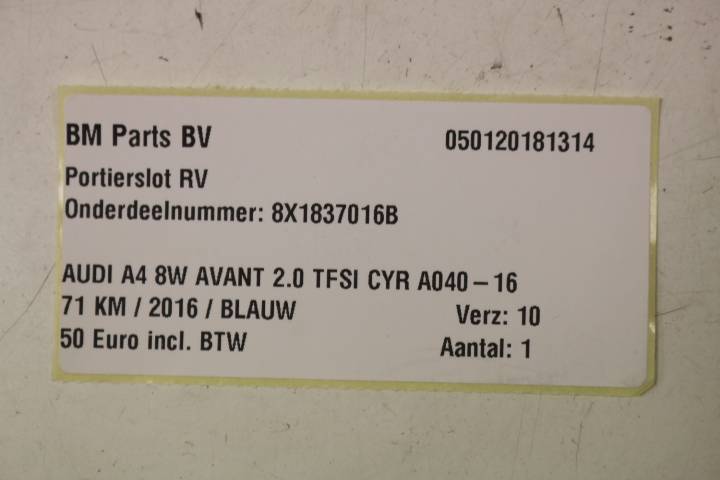 BM Parts BV 050120181314
Portierslot RV
Onderdeelnummer: 8X1837016B
AUDI A4 8W AVANT 2.0 TFSI CYR A040-16
71 KM / 2016 / BLAUW Verz: 10
50 Euro incl. BTW Aantal: 1